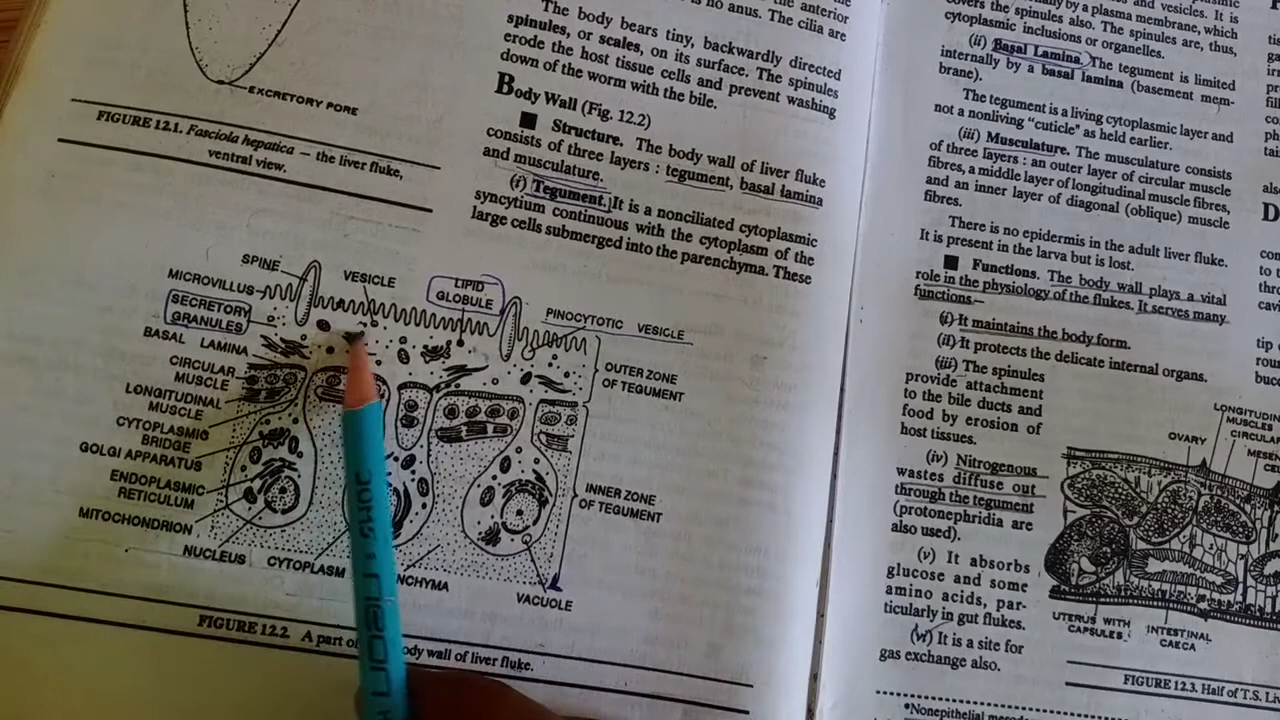 EXCRETORY PORE
FIGURE 12.1. Fasciola hepatica — the liver fluke,
ventral view.
is no anus. The cilia are
The body bears tiny, backwardly directed
spinules, or scales, on its surface. The spinules
erode the host tissue cells and prevent washing
down of the worm with the bile.
Body Wall (Fig. 12.2)
■ Structure. The body wall of liver fluke
consists of three layers : tegument, basal lamina
and musculature.
(i) Tegument. It is a nonciliated cytoplasmic
syncytium continuous with the cytoplasm of the
large cells submerged into the parenchyma. These
SPINE
VESICLE
LIPID
GLOBULE
MICROVILLUS
SECRETORY
GRANULES
PINOCYTOTIC VESICLE
BASAL LAMINA
CIRCULAR
MUSCLE
OUTER ZONE
OF TEGUMENT
LONGITUDINAL
MUSCLE
CYTOPLASMIC
BRIDGE
GOLGI APPARATUS
ENDOPLASMIC
RETICULUM
INNER ZONE
OF TEGUMENT
MITOCHONDRION
NUCLEUS
CYTOPLASM
NCHYMA
VACUOLE
FIGURE 12.2. A part of ody wall of liver fluke.
by a plasma membrane, which
covers the spinules also. The spinules are, thus,
cytoplasmic inclusions or organelles.
(ii) Basal Lamina. The tegument is limited
internally by a basal lamina (basement mem-
brane).
The tegument is a living cytoplasmic layer and
not a nonliving "cuticle" as held earlier.
(iii) Musculature. The musculature consists
of three layers : an outer layer of circular muscle
fibres, a middle layer of longitudinal muscle fibres,
and an inner layer of diagonal (oblique) muscle
fibres.
There is no epidermis in the adult liver fluke.
It is present in the larva but is lost.
■ Functions. The body wall plays a vital
role in the physiology of the flukes. It serves many
functions.
(i) It maintains the body form.
(ii) It protects the delicate internal organs.
(iii) The spinules
provide attachment
to the bile ducts and
food by erosion of
host tissues.
(iv) Nitrogenous
wastes diffuse out
through the tegument
(protonephridia are
also used).
(v) It absorbs
glucose and some
amino acids, par-
ticularly in gut flukes.
(vi) It is a site for
gas exchange also.
OVARY
UTERUS WITH
CAPSULES
INTESTINAL
CAECA
FIGURE 12.3. Half of T.S.